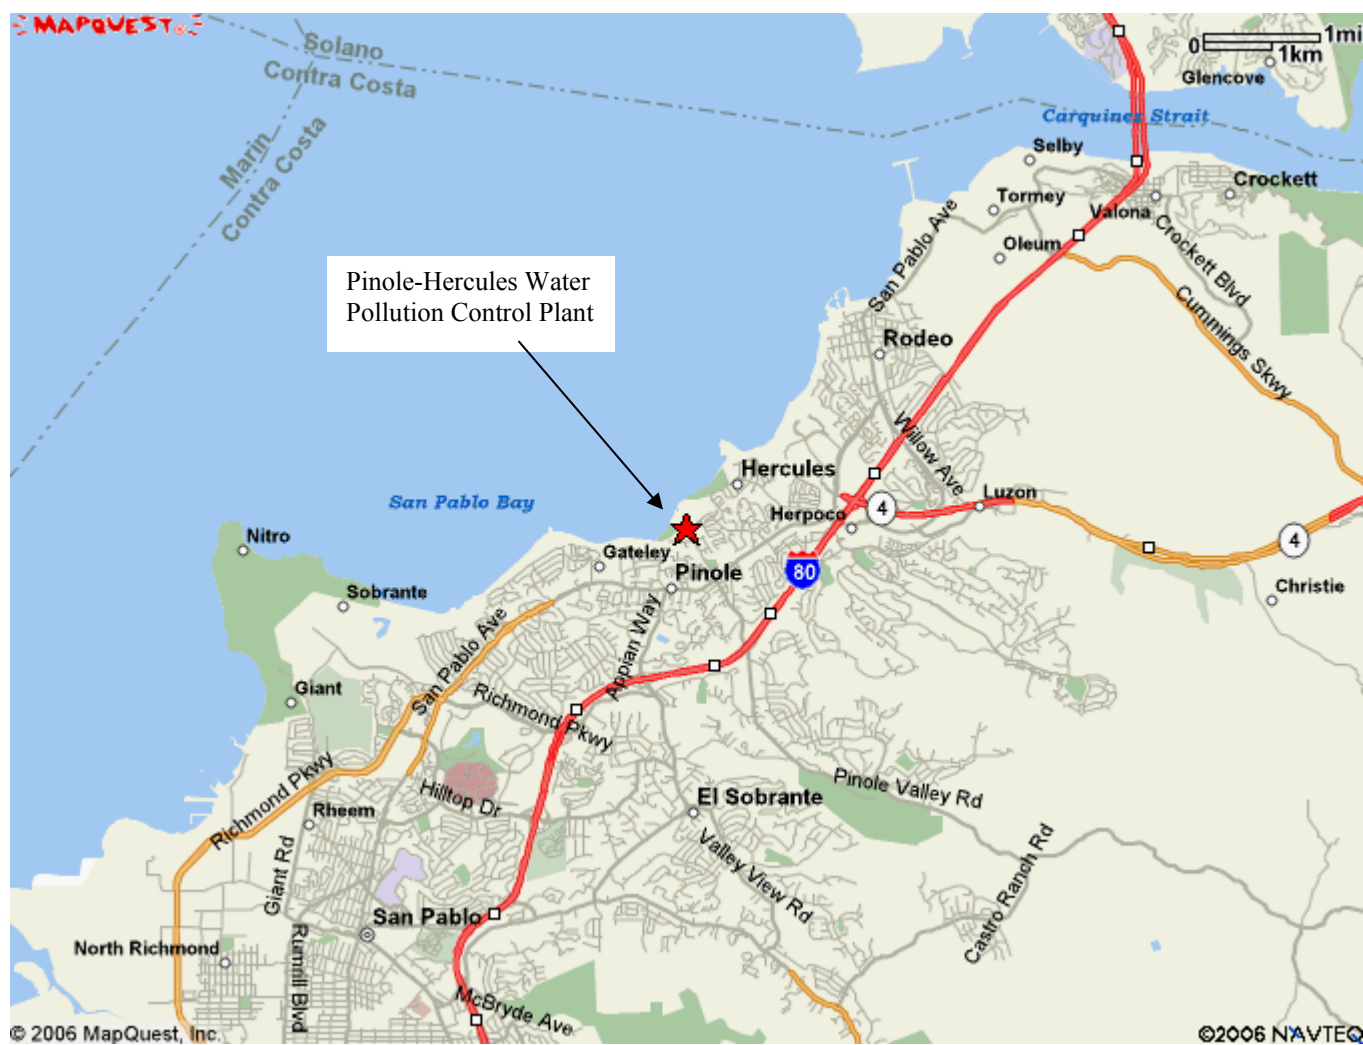 MAPQUEST
Solano
Contra Costa
Marin
Contra Costa
0 1mi
1km
Glencove
Carquinez Strait
Selby
Crockett
Tormey
Valona
Oleum
San Pablo Ave
Crockett Blvd
Cummings Skwy
Pinole-Hercules Water
Pollution Control Plant
Rodeo
Willow Ave
Hercules
San Pablo Bay
Luzon
Herpoco
4
4
Nitro
Gateley
Pinole
80
Sobrante
Christie
San Pablo Ave
Appian Way
Giant
Richmond Pkwy
Richmond Pkwy
Hilltop Dr
Pinole Valley Rd
El Sobrante
Rheem
Giant Rd
Valley View Rd
Castro Ranch Rd
San Pablo
North Richmond
Rumrill Blvd
McBryde Ave
© 2006 MapQuest, Inc.
©2006 NAVTEQ